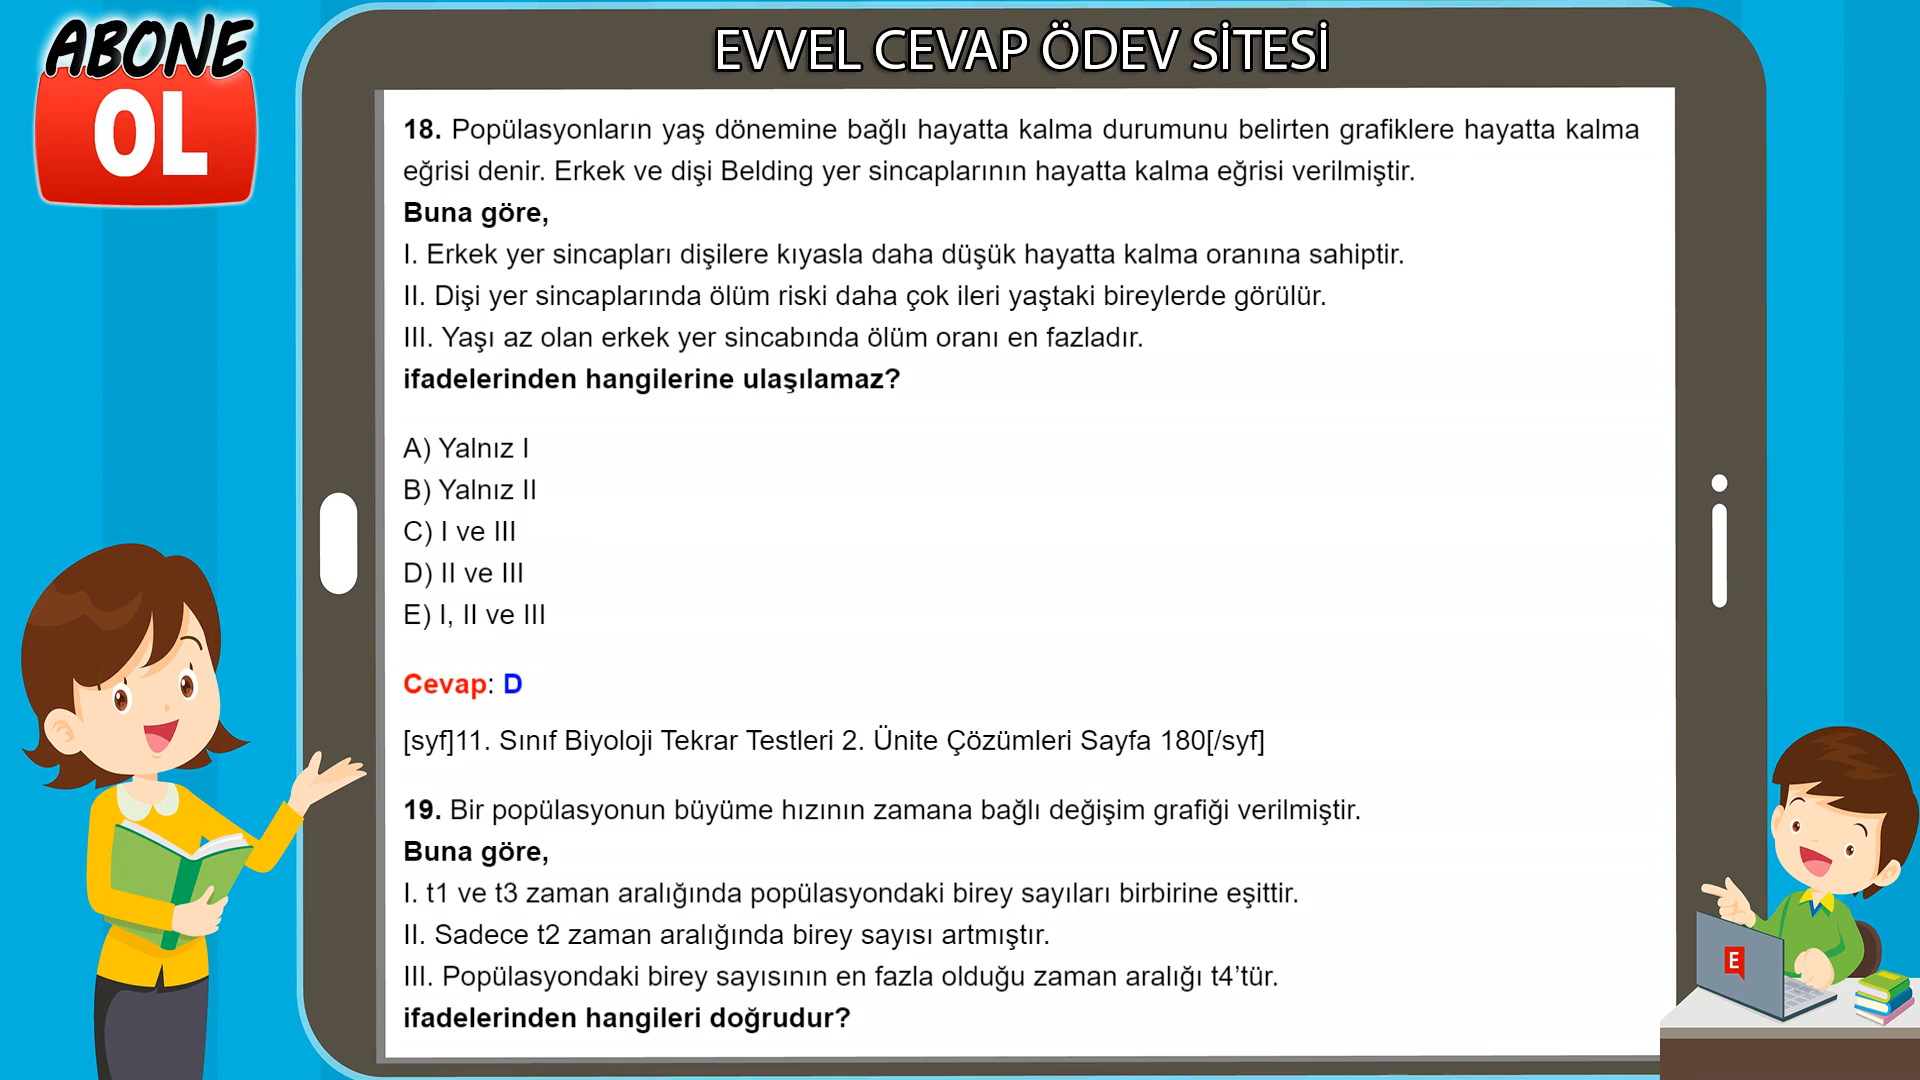 ABONE
OL
EVVEL CEVAP ÖDEV SİTESİ
18. Popülasyonların yaş dönemine bağlı hayatta kalma durumunu belirten grafiklere hayatta kalma
eğrisi denir. Erkek ve dişi Belding yer sincaplarının hayatta kalma eğrisi verilmiştir.
Buna göre,
I. Erkek yer sincapları dişilere kıyasla daha düşük hayatta kalma oranına sahiptir.
II. Dişi yer sincaplarında ölüm riski daha çok ileri yaştaki bireylerde görülür.
III. Yaşı az olan erkek yer sincabında ölüm oranı en fazladır.
ifadelerinden hangilerine ulaşılamaz?
A) Yalnız I
B) Yalnız II
C) I ve III
D) II ve III
E) I, II ve III
Cevap: D
[syf]11. Sınıf Biyoloji Tekrar Testleri 2. Ünite Çözümleri Sayfa 180[/syf]
19. Bir popülasyonun büyüme hızının zamana bağlı değişim grafiği verilmiştir.
Buna göre,
I. t1 ve t3 zaman aralığında popülasyondaki birey sayıları birbirine eşittir.
II. Sadece t2 zaman aralığında birey sayısı artmıştır.
III. Popülasyondaki birey sayısının en fazla olduğu zaman aralığı t4’tür.
ifadelerinden hangileri doğrudur?
E